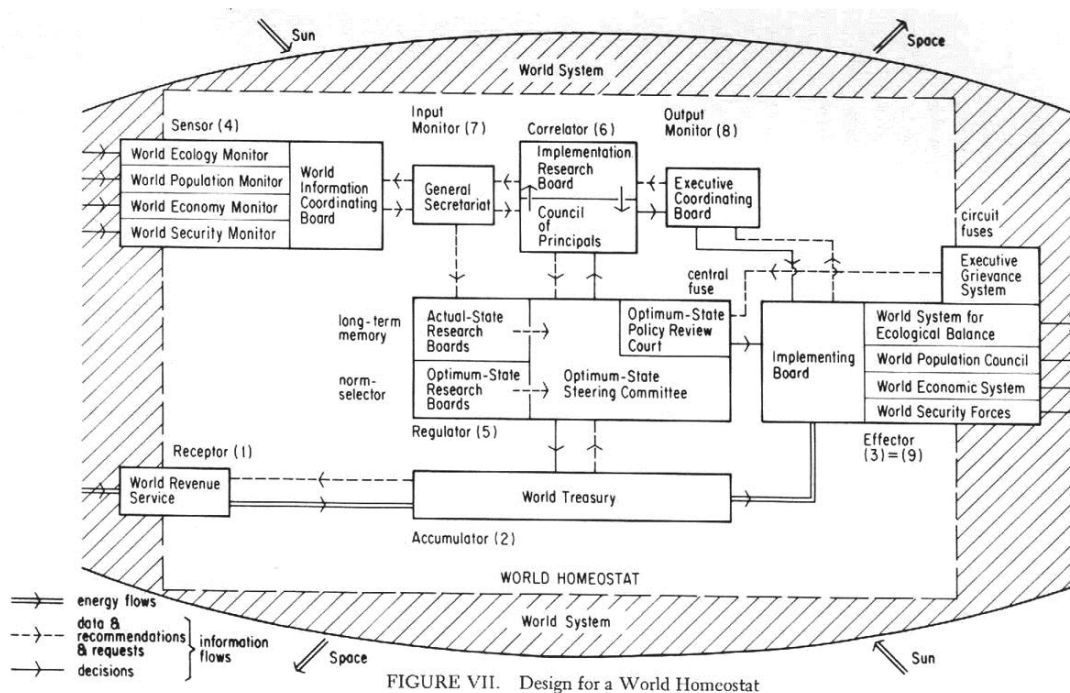 Sun
Space
World System
Sensor (4)
Input
Monitor (7)
Correlator (6)
Output
Monitor (8)
World Ecology Monitor
World Population Monitor
World Economy Monitor
World Security Monitor
World
Information
Coordinating
Board
General
Secretariat
Implementation
Research
Board
Council
of
Principals
Executive
Coordinating
Board
circuit
fuses
Executive
Grievance
System
central
fuse
long-term
memory
Actual-State
Research
Boards
Optimum-State
Policy Review
Court
norm-
selector
Optimum-State
Research
Boards
Optimum-State
Steering Committee
Regulator (5)
Implementing
Board
World System for
Ecological Balance
World Population Council
World Economic System
World Security Forces
Effector
(3)=(9)
Receptor (1)
World Revenue
Service
World Treasury
Accumulator (2)
WORLD HOMEOSTAT
World System
energy flows
data &
recommendations
& requests
information
flows
decisions
Space
Sun
FIGURE VII. Design for a World Homeostat